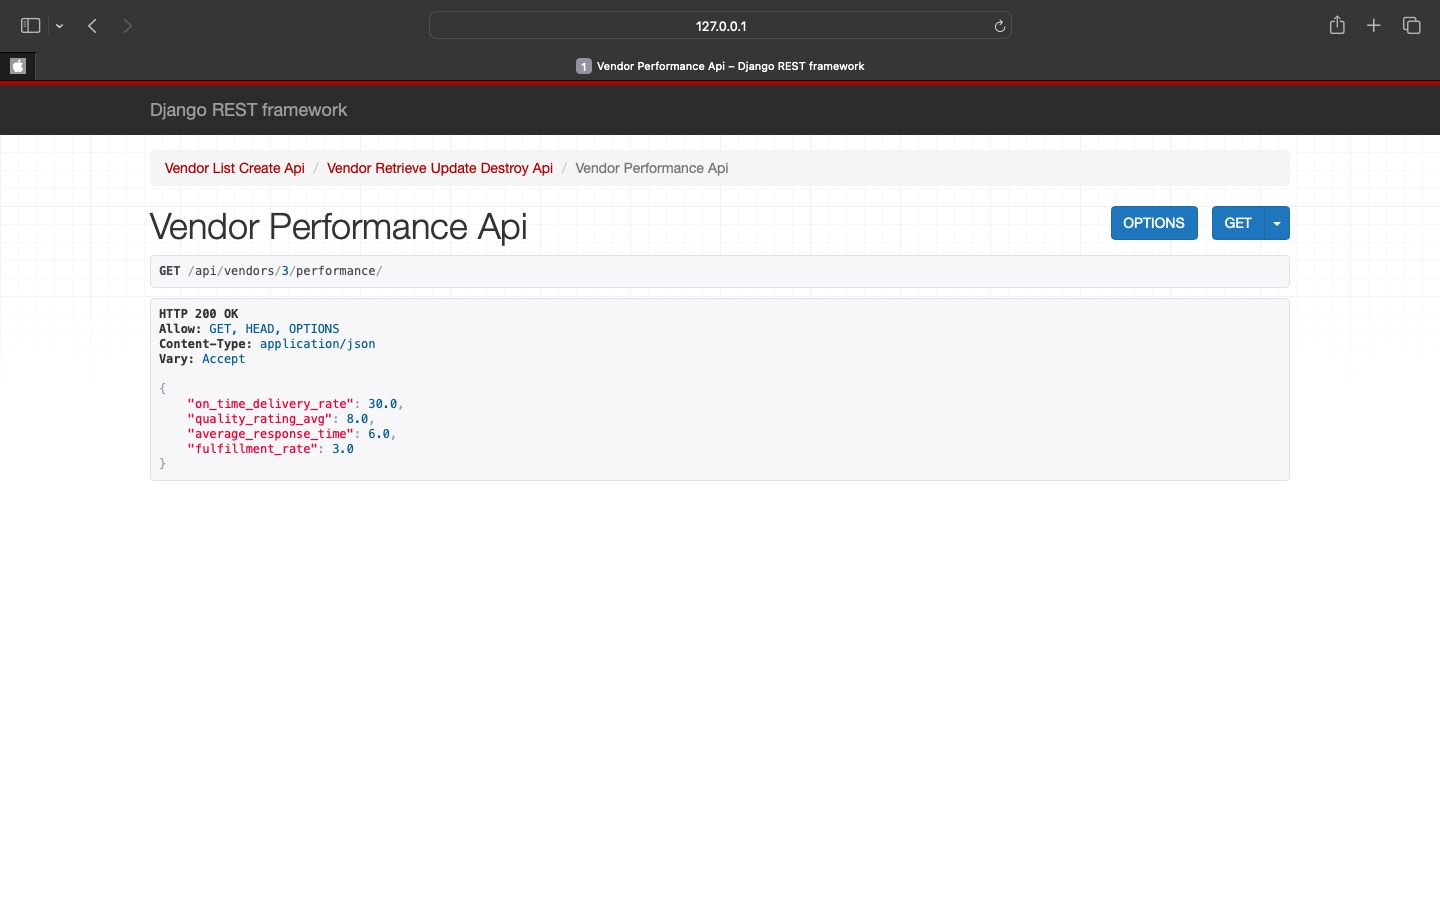 127.0.0.1
1 Vendor Performance Api – Django REST framework
Django REST framework
Vendor List Create Api / Vendor Retrieve Update Destroy Api / Vendor Performance Api
Vendor Performance Api
OPTIONS GET
GET /api/vendors/3/performance/
HTTP 200 OK
Allow: GET, HEAD, OPTIONS
Content-Type: application/json
Vary: Accept
{
    "on_time_delivery_rate": 30.0,
    "quality_rating_avg": 8.0,
    "average_response_time": 6.0,
    "fulfillment_rate": 3.0
}